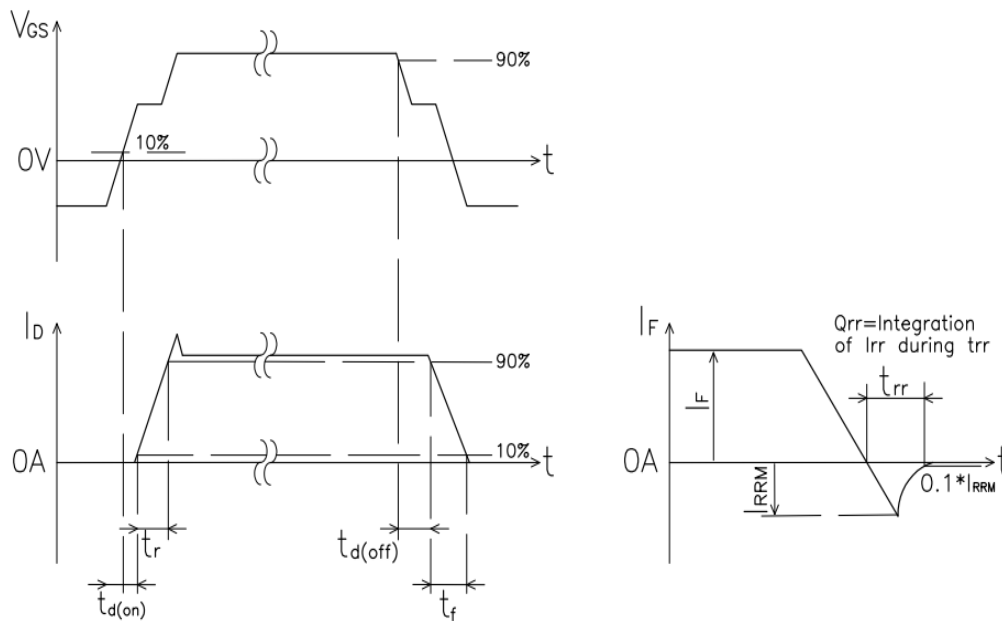 VGS
90%
10%
0V
t
ID
90%
10%
0A
t
tr
td(off)
td(on)
tf
IF
Qrr=Integration
of Irr during trr
trr
IF
0A
t
IRRM
0.1*IRRM